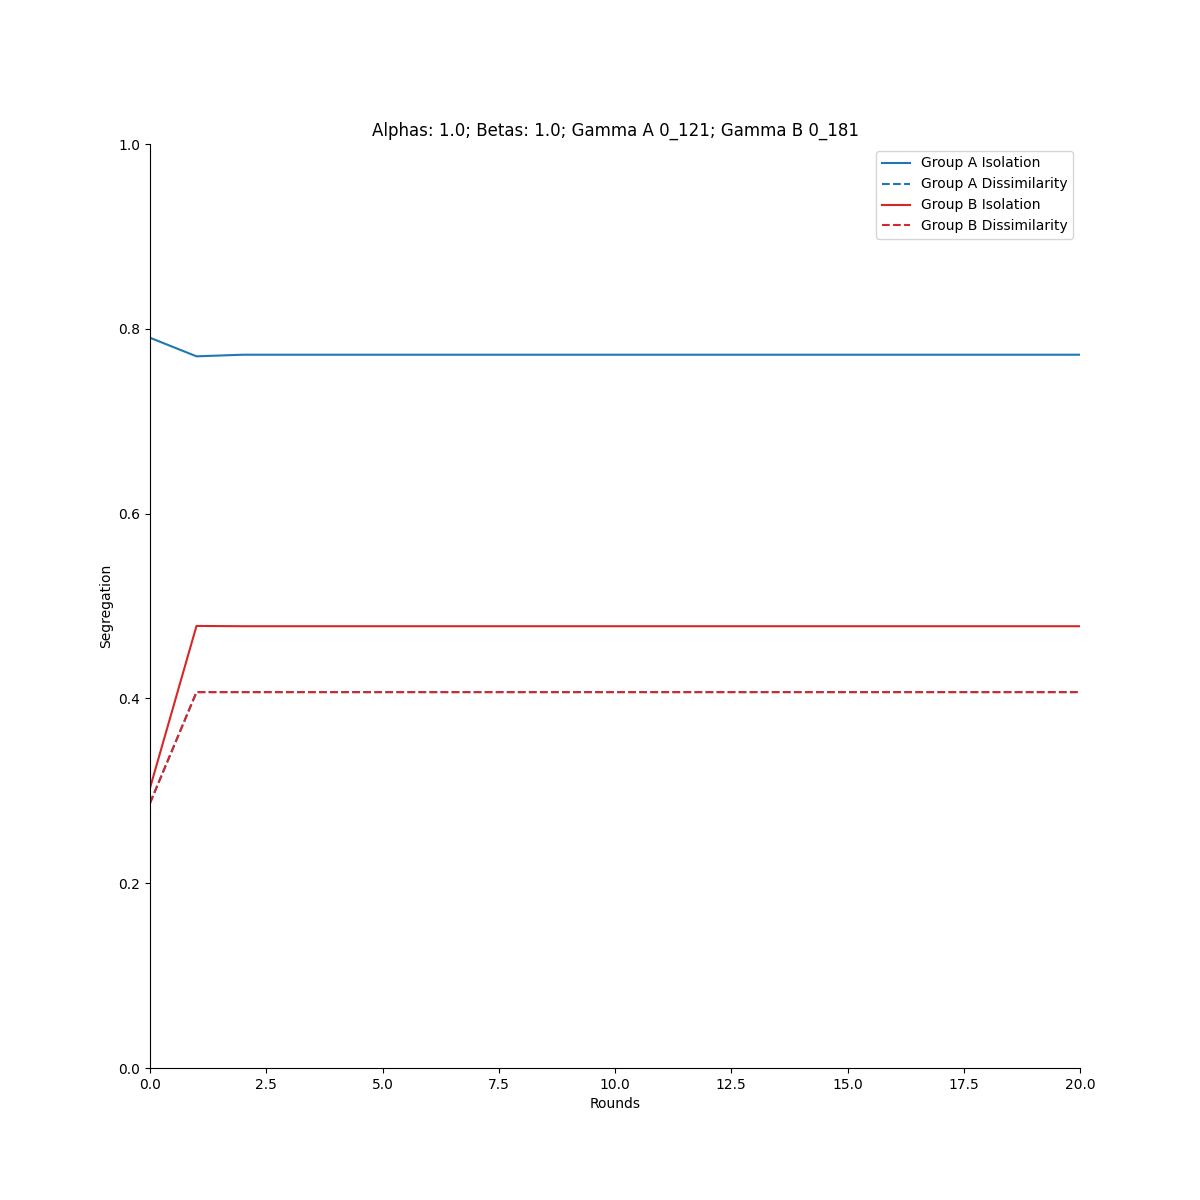 Alphas: 1.0; Betas: 1.0; Gamma A 0_121; Gamma B 0_181
1.0
Group A Isolation
Group A Dissimilarity
Group B Isolation
Group B Dissimilarity
0.8
0.6
Segregation
0.4
0.2
0.0
0.0 2.5 5.0 7.5 10.0 12.5 15.0 17.5 20.0
Rounds